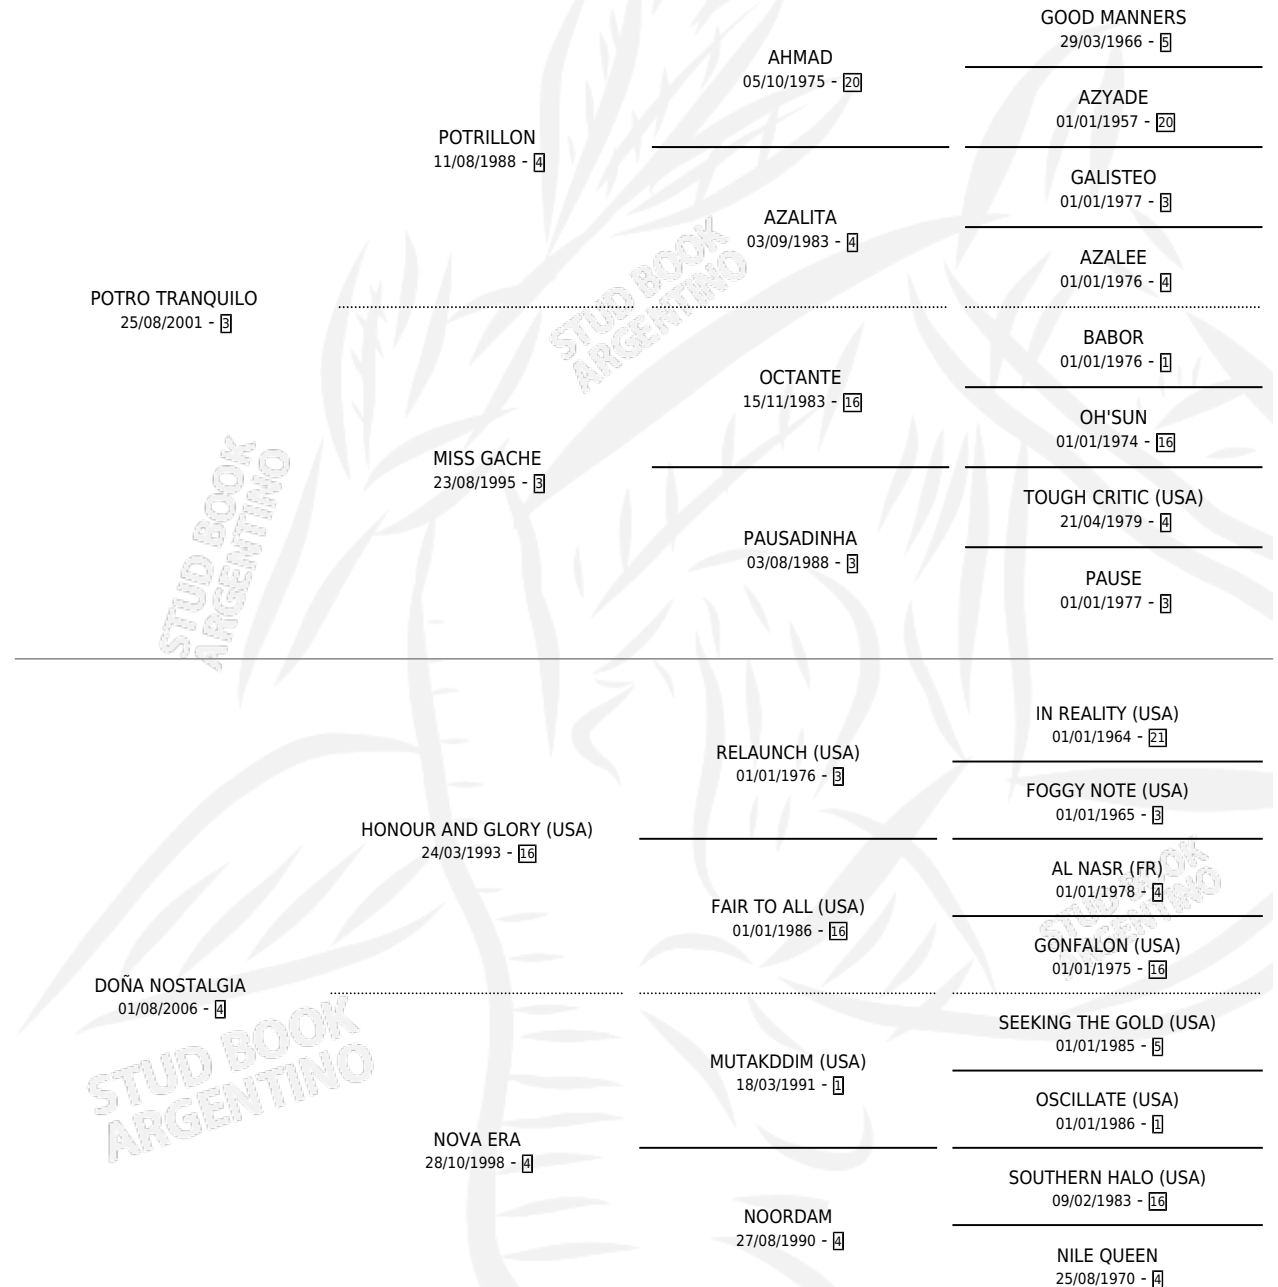 GOOD MANNERS
29/03/1966 - 5
AHMAD
05/10/1975 - 20
AZYADE
01/01/1957 - 20
POTRILLON
11/08/1988 - 4
GALISTEO
01/01/1977 - 3
AZALITA
03/09/1983 - 4
AZALEE
01/01/1976 - 4
STUD BOOK
ARGENTINO
POTRO TRANQUILO
25/08/2001 - 3
BABOR
01/01/1976 - 1
OCTANTE
15/11/1983 - 16
OH'SUN
01/01/1974 - 16
MISS GACHE
23/08/1995 - 3
STUD BOOK
ARGENTINO
TOUGH CRITIC (USA)
21/04/1979 - 4
PAUSADINHA
03/08/1988 - 3
PAUSE
01/01/1977 - 3
IN REALITY (USA)
01/01/1964 - 21
RELAUNCH (USA)
01/01/1976 - 3
FOGGY NOTE (USA)
01/01/1965 - 3
HONOUR AND GLORY (USA)
24/03/1993 - 16
AL NASR (FR)
01/01/1978 - 4
STUD BOOK
ARGENTINO
FAIR TO ALL (USA)
01/01/1986 - 16
GONFALON (USA)
01/01/1975 - 16
DOÑA NOSTALGIA
01/08/2006 - 4
SEEKING THE GOLD (USA)
01/01/1985 - 5
STUD BOOK
ARGENTINO
MUTAKDDIM (USA)
18/03/1991 - 1
OSCILLATE (USA)
01/01/1986 - 1
NOVA ERA
28/10/1998 - 4
SOUTHERN HALO (USA)
09/02/1983 - 16
NOORDAM
27/08/1990 - 4
NILE QUEEN
25/08/1970 - 4